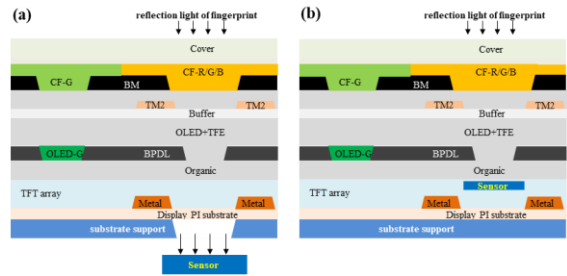 (a)
reflection light of fingerprint
Cover
CF-R/G/B
CF-G
BM
TM2
TM2
Buffer
OLED+TFE
OLED-G
BPDL
Organic
TFT array
Metal
Metal
Display PI substrate
substrate support
Sensor
(b)
reflection light of fingerprint
Cover
CF-R/G/B
CF-G
BM
TM2
TM2
Buffer
OLED+TFE
OLED-G
BPDL
Organic
Sensor
TFT array
Metal
Metal
Display PI substrate
substrate support